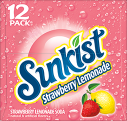 12
PACK
Sunkist
Strawberry Lemonade
STRAWBERRY LEMONADE SODA